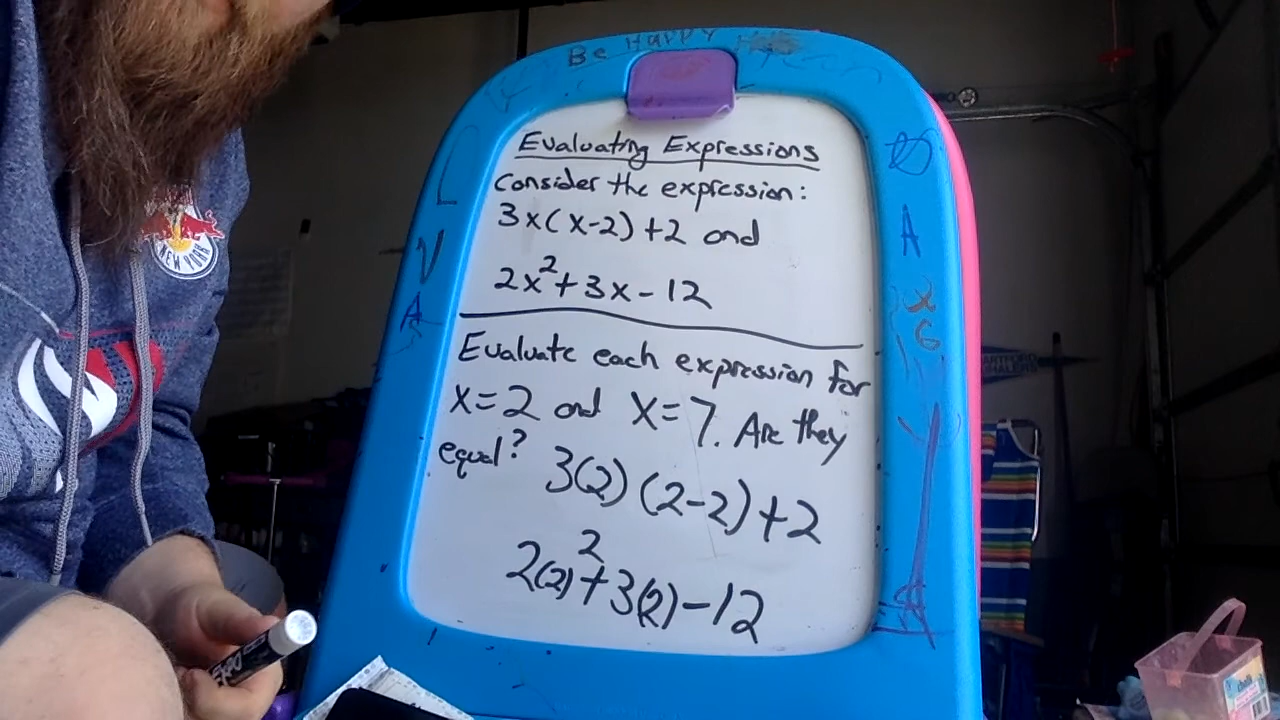 Be HAPPY
Evaluating Expressions
Consider the expression:
3x(x-2)+2 and
2x²+3x-12
Evaluate each expression for
x=2 and x=7. Are they
equal? 3(2)(2-2)+2
2(2)²+3(2)-12
NEW YORK